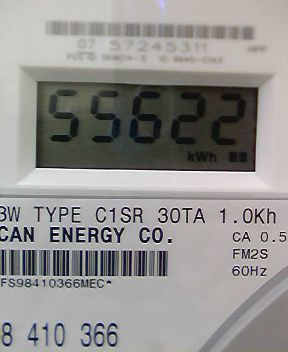 07 57245311
55622
kWh
3W TYPE C1SR 30TA 1.0Kh
CAN ENERGY CO.
CA 0.5
FM2S
60Hz
FS98410366MEC*
8 410 366